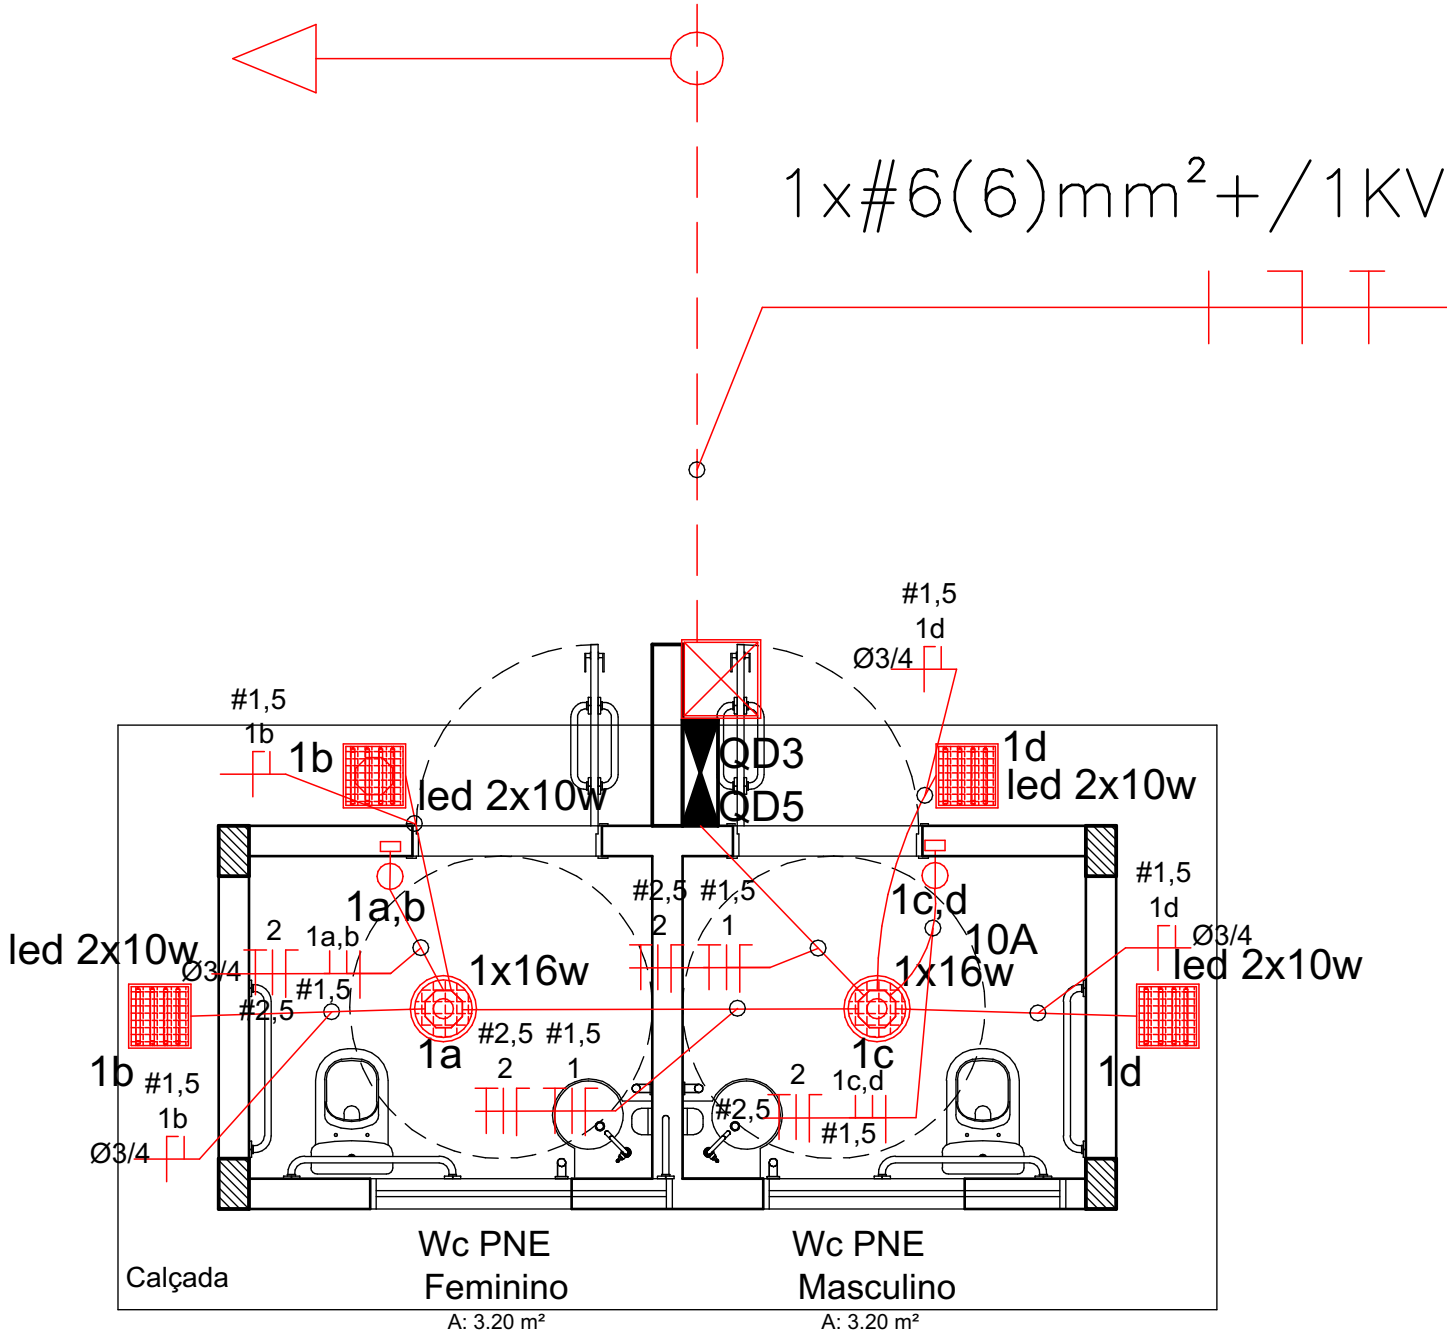 1x#6(6)mm²+/1KV
#1,5
1d
Ø3/4
#1,5
1b
1b
led 2x10w
QD3
QD5
1d
led 2x10w
1a,b
#2,5 #1,5
2 1
1c,d
10A
#1,5
1d
Ø3/4
led 2x10w
led 2x10w
2
1a,b
Ø3/4
#2,5
#1,5
1x16w
1x16w
1a
#2,5 #1,5
2 1
1c
1b
#1,5
1b
Ø3/4
2
1c,d
#2,5
#1,5
1d
Wc PNE
Feminino
A: 3.20 m²
Wc PNE
Masculino
A: 3.20 m²
Calçada